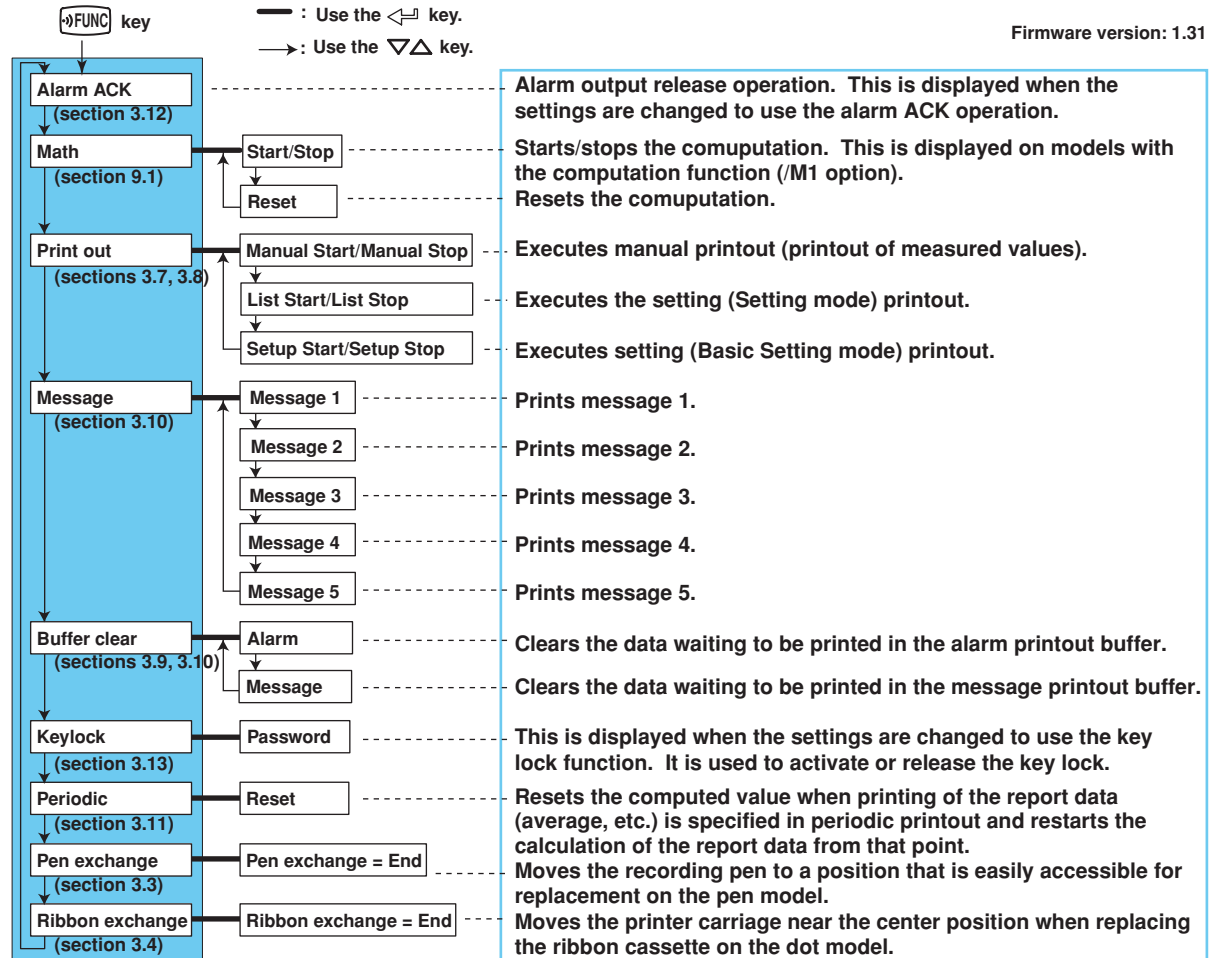 FUNC key
: Use the key.
: Use the key.
Firmware version: 1.31
Alarm ACK
(section 3.12)
Alarm output release operation. This is displayed when the
settings are changed to use the alarm ACK operation.
Math
(section 9.1)
Start/Stop
Starts/stops the comuputation. This is displayed on models with
the computation function (/M1 option).
Reset
Resets the comuputation.
Print out
(sections 3.7, 3.8)
Manual Start/Manual Stop
Executes manual printout (printout of measured values).
List Start/List Stop
Executes the setting (Setting mode) printout.
Setup Start/Setup Stop
Executes setting (Basic Setting mode) printout.
Message
(section 3.10)
Message 1
Prints message 1.
Message 2
Prints message 2.
Message 3
Prints message 3.
Message 4
Prints message 4.
Message 5
Prints message 5.
Buffer clear
(sections 3.9, 3.10)
Alarm
Clears the data waiting to be printed in the alarm printout buffer.
Message
Clears the data waiting to be printed in the message printout buffer.
Keylock
(section 3.13)
Password
This is displayed when the settings are changed to use the key
lock function. It is used to activate or release the key lock.
Periodic
(section 3.11)
Reset
Resets the computed value when printing of the report data
(average, etc.) is specified in periodic printout and restarts the
calculation of the report data from that point.
Pen exchange
(section 3.3)
Pen exchange = End
Moves the recording pen to a position that is easily accessible for
replacement on the pen model.
Ribbon exchange
(section 3.4)
Ribbon exchange = End
Moves the printer carriage near the center position when replacing
the ribbon cassette on the dot model.